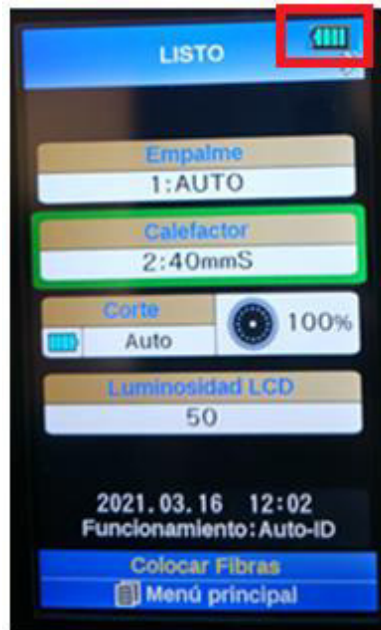 LISTO
Empalme
1:AUTO
Calefactor
2:40mmS
Corte
Auto
100%
Luminosidad LCD
50
2021.03.16 12:02
Funcionamiento:Auto-ID
Colocar Fibras
Menú principal